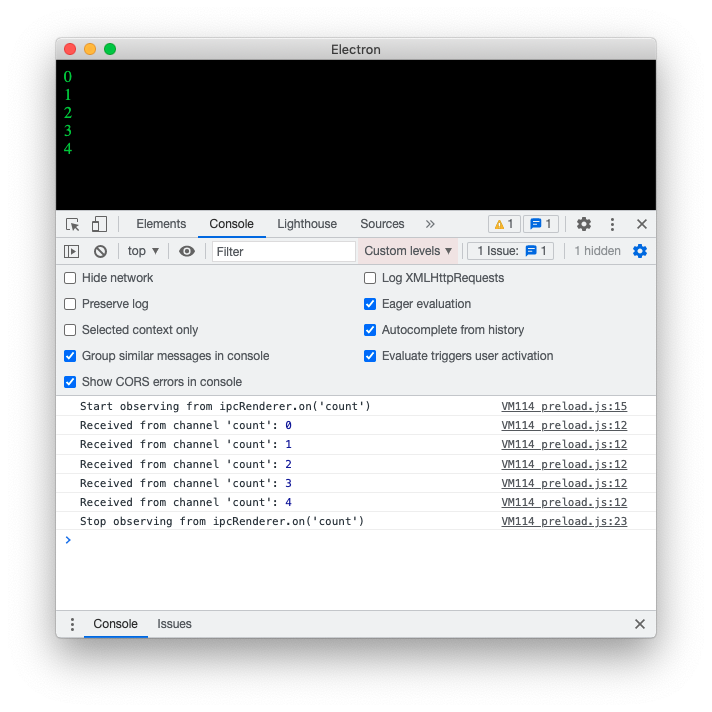 Electron
0
1
2
3
4
Elements Console Lighthouse Sources » 1 1
top ▼ Filter Custom levels ▼ 1 Issue: 1 1 hidden
Hide network Log XMLHttpRequests
Preserve log Eager evaluation
Selected context only Autocomplete from history
Group similar messages in console Evaluate triggers user activation
Show CORS errors in console
Start observing from ipcRenderer.on('count') VM114 preload.js:15
Received from channel 'count': 0 VM114 preload.js:12
Received from channel 'count': 1 VM114 preload.js:12
Received from channel 'count': 2 VM114 preload.js:12
Received from channel 'count': 3 VM114 preload.js:12
Received from channel 'count': 4 VM114 preload.js:12
Stop observing from ipcRenderer.on('count') VM114 preload.js:23
>
Console Issues